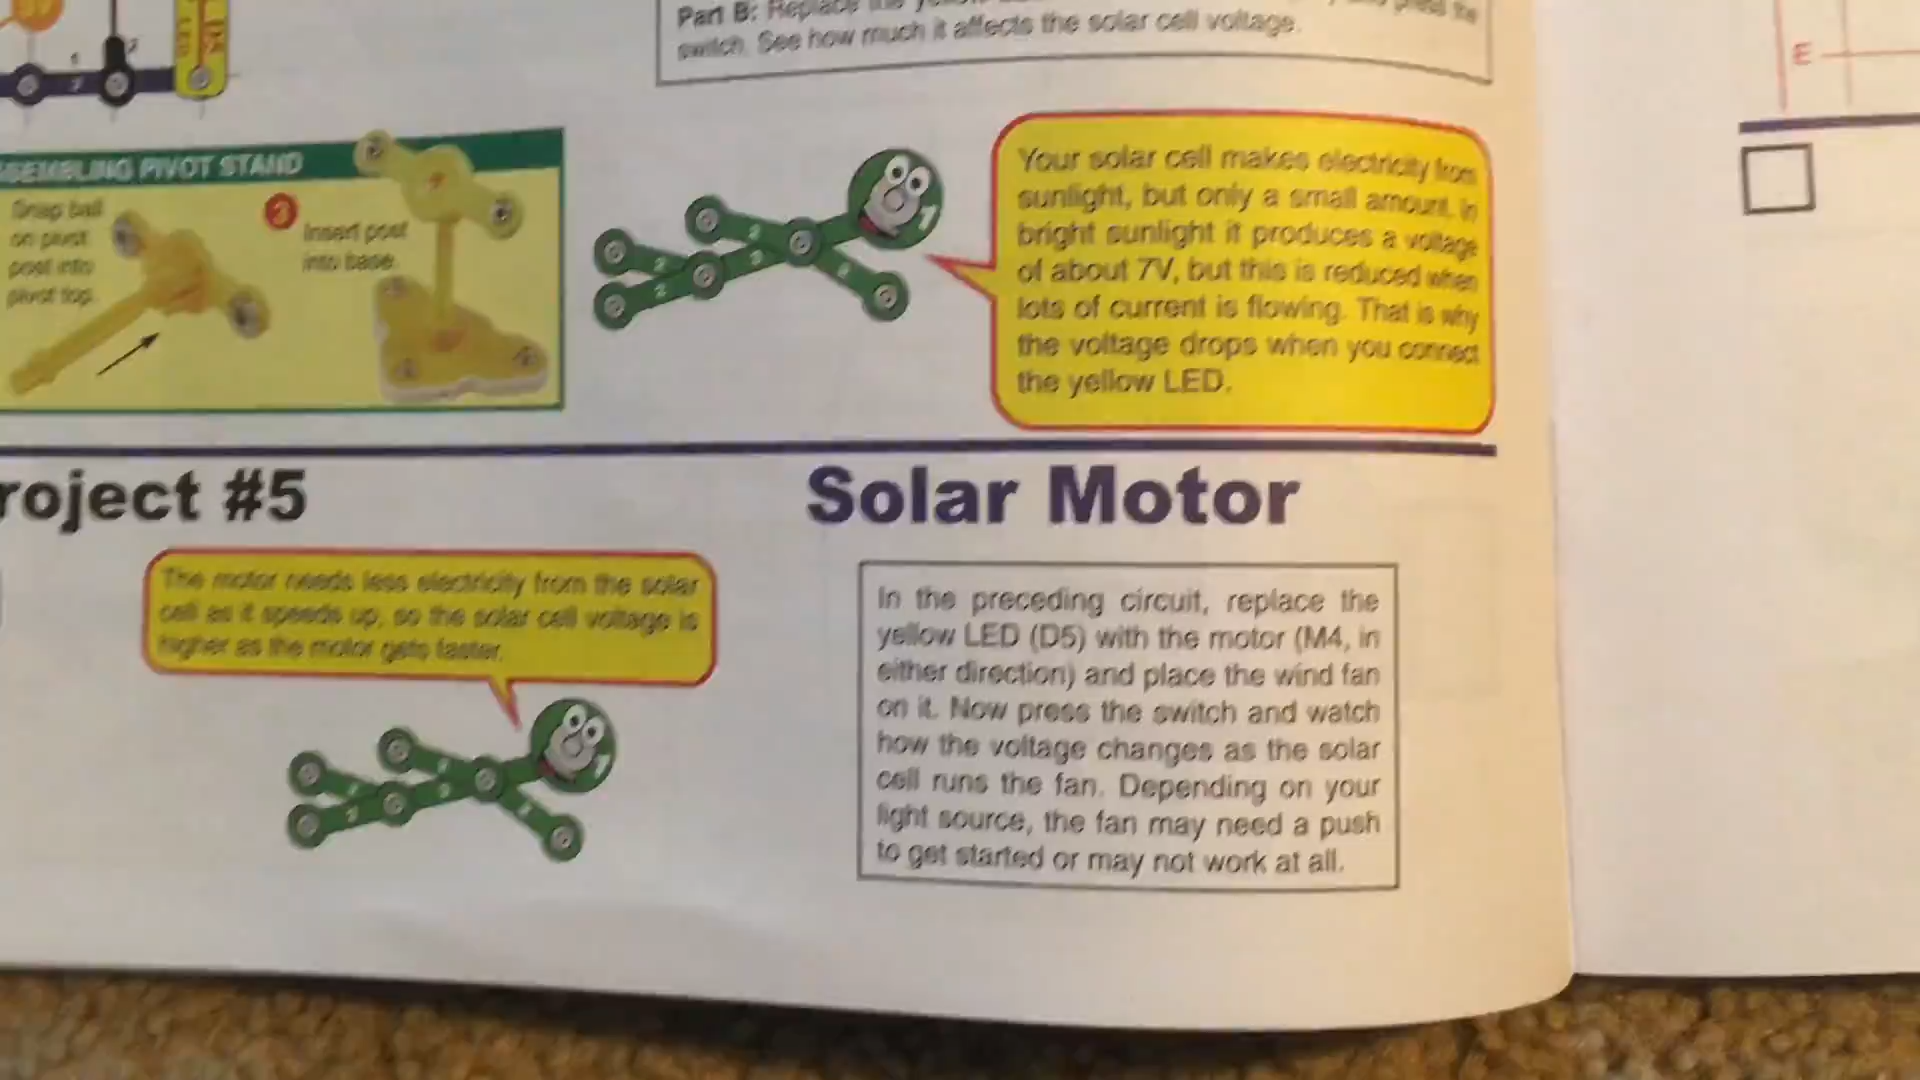 Part B: Replace the
switch. See how much it affects the solar cell voltage.
press the
LED
SEMBLING PIVOT STAND
Snap ball
on pivot
post into
pivot top.
3
Insert post
into base.
Your solar cell makes electricity from
sunlight, but only a small amount. In
bright sunlight it produces a voltage
of about 7V, but this is reduced when
lots of current is flowing. That is why
the voltage drops when you connect
the yellow LED.
E
roject #5
Solar Motor
The motor needs less electricity from the solar
cell as it speeds up, so the solar cell voltage is
higher as the motor gets faster.
In the preceding circuit, replace the
yellow LED (D5) with the motor (M4, in
either direction) and place the wind fan
on it. Now press the switch and watch
how the voltage changes as the solar
cell runs the fan. Depending on your
light source, the fan may need a push
to get started or may not work at all.